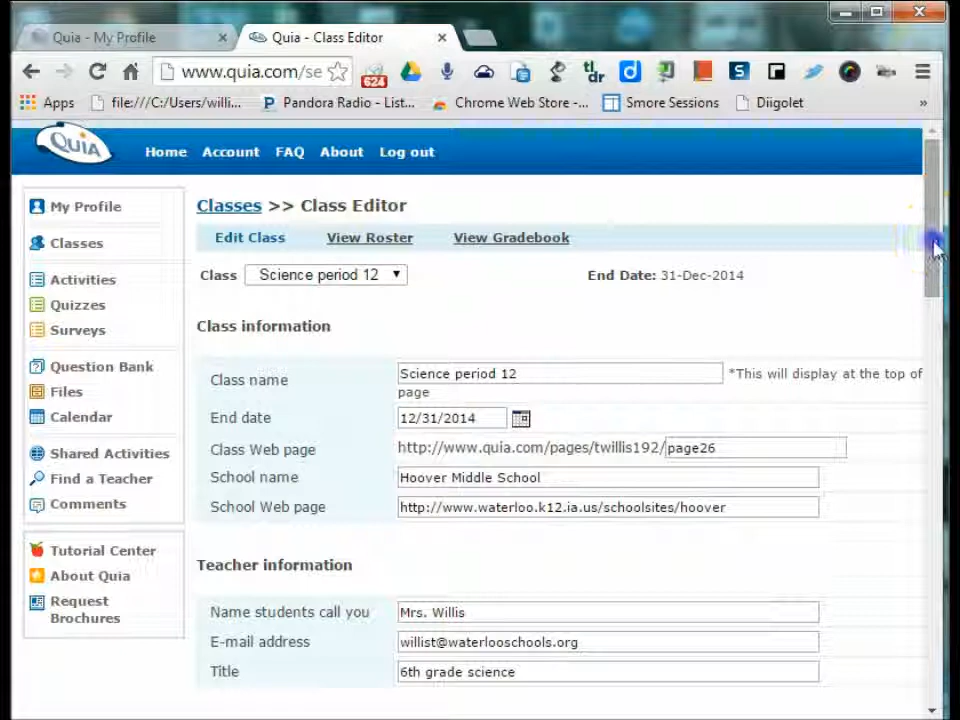 Quia - My Profile
Quia - Class Editor
www.quia.com/se
624
tl;dr
Apps
file:///C:/Users/willi...
Pandora Radio - List...
Chrome Web Store -...
Smore Sessions
Diigolet
»
QUIA
Home
Account
FAQ
About
Log out
My Profile
Classes
Activities
Quizzes
Surveys
Question Bank
Files
Calendar
Shared Activities
Find a Teacher
Comments
Tutorial Center
About Quia
Request
Brochures
Classes >> Class Editor
Edit Class
View Roster
View Gradebook
Class
Science period 12
End Date: 31-Dec-2014
Class information
Class name
Science period 12
*This will display at the top of
page
End date
12/31/2014
Class Web page
http://www.quia.com/pages/twillis192/page26
School name
Hoover Middle School
School Web page
http://www.waterloo.k12.ia.us/schoolsites/hoover
Teacher information
Name students call you
Mrs. Willis
E-mail address
willist@waterlooschools.org
Title
6th grade science